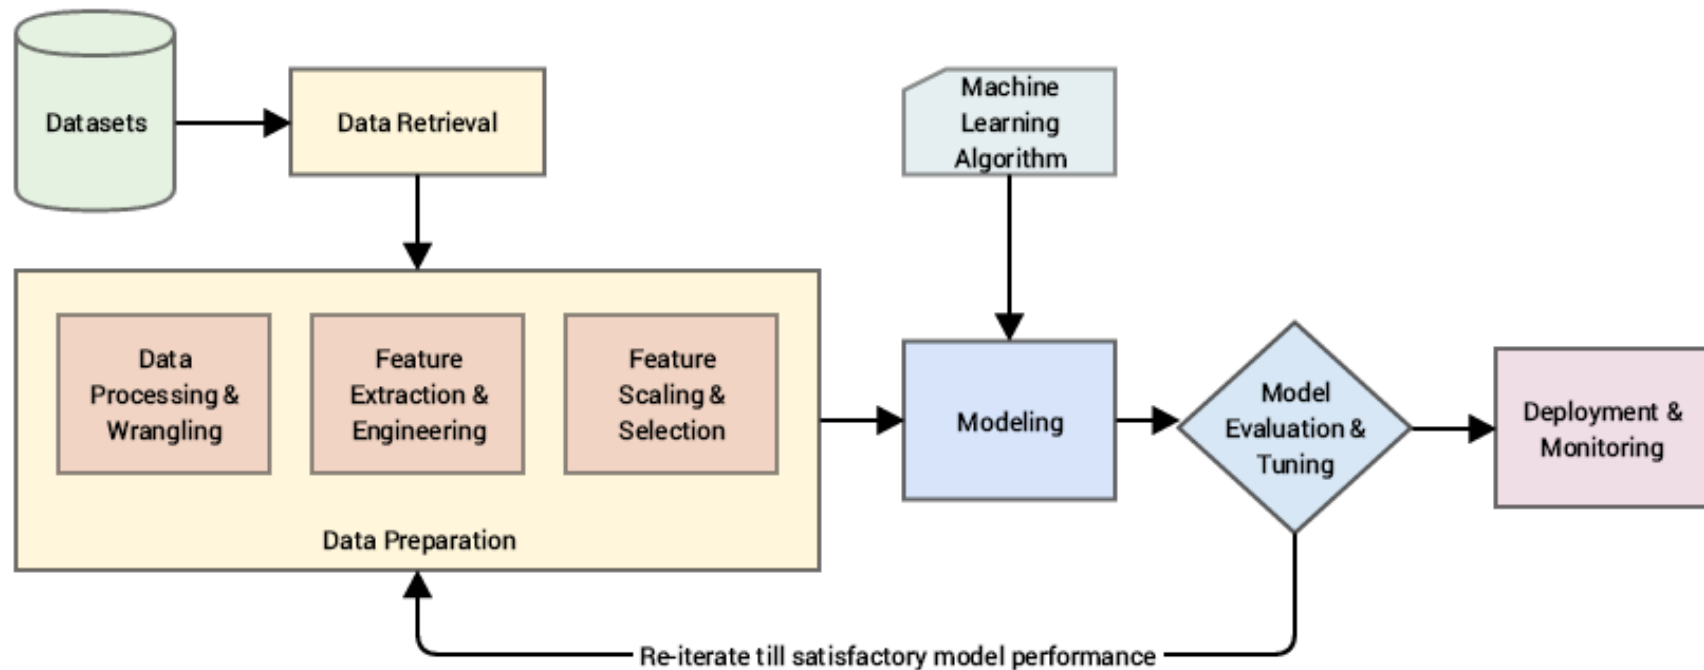 Datasets
Data Retrieval
Machine
Learning
Algorithm
Data
Processing &
Wrangling
Feature
Extraction &
Engineering
Feature
Scaling &
Selection
Data Preparation
Modeling
Model
Evaluation &
Tuning
Deployment &
Monitoring
Re-iterate till satisfactory model performance